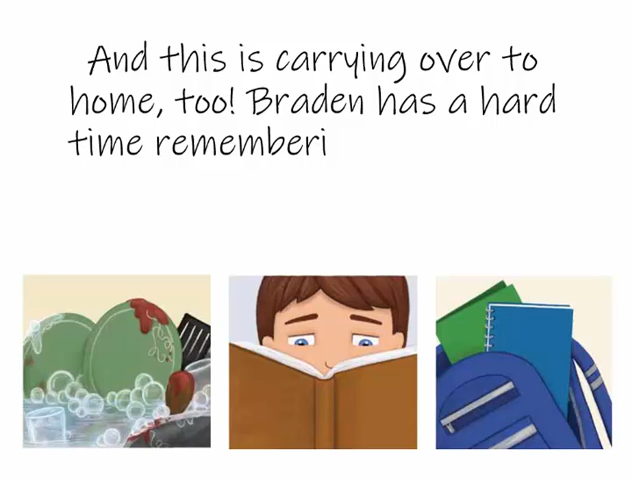 And this is carrying over to
home, too! Braden has a hard
time rememberi